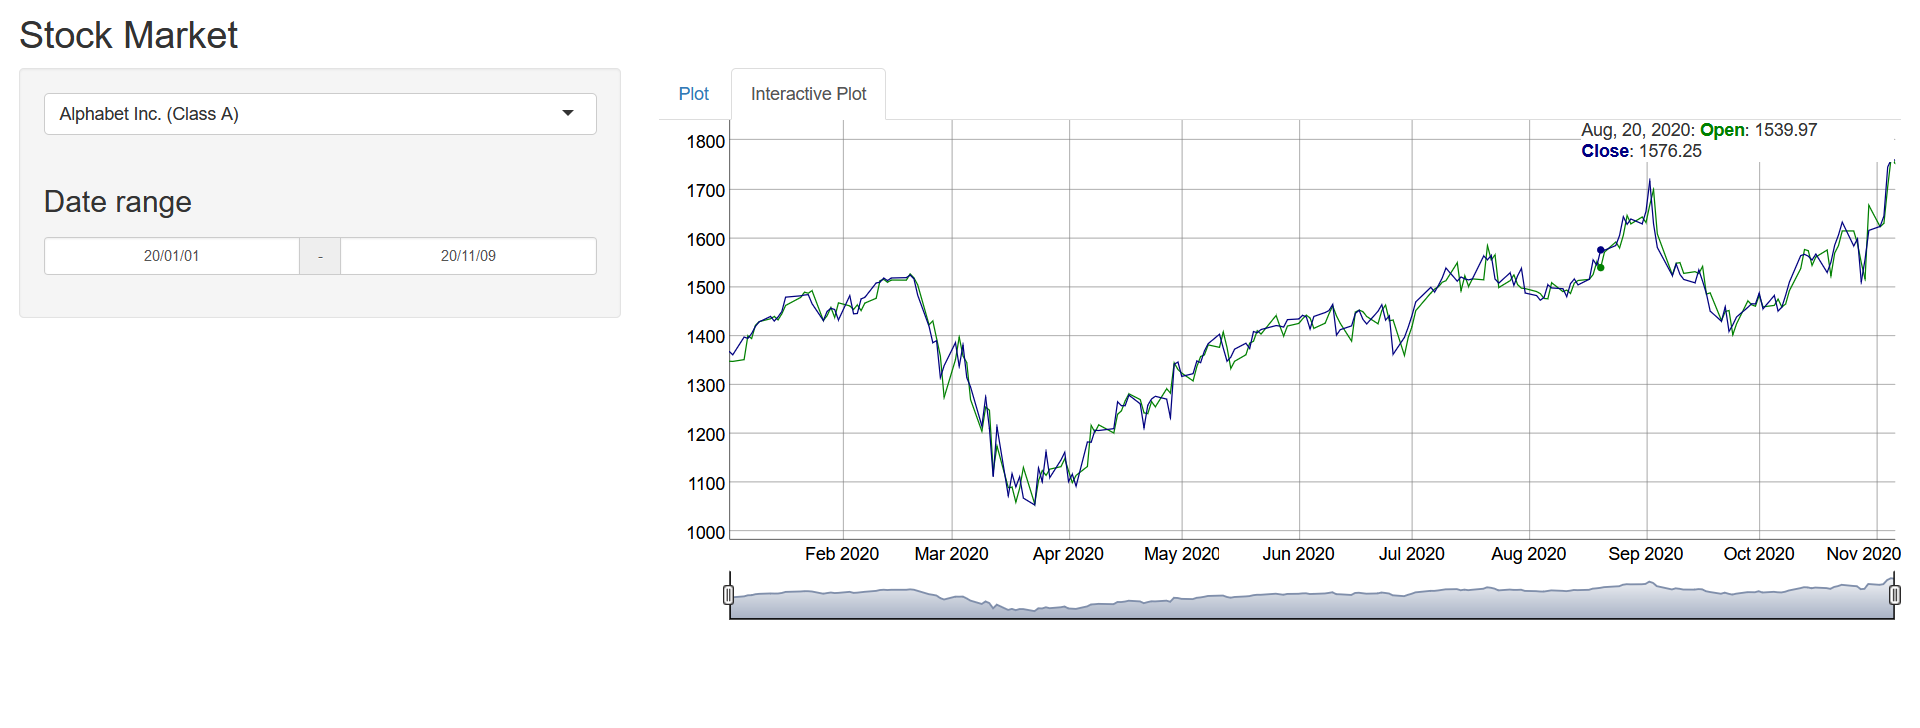 Stock Market
Alphabet Inc. (Class A)
Date range
20/01/01 - 20/11/09
Plot Interactive Plot
Aug, 20, 2020: Open: 1539.97
Close: 1576.25
1800
1700
1600
1500
1400
1300
1200
1100
1000
Feb 2020 Mar 2020 Apr 2020 May 2020 Jun 2020 Jul 2020 Aug 2020 Sep 2020 Oct 2020 Nov 2020